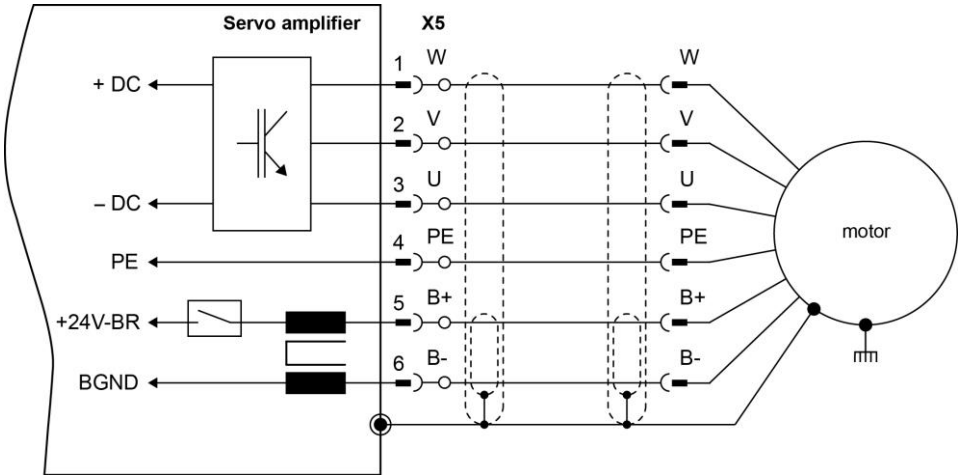 Servo amplifier X5
1 W W
+ DC
2 V V
3 U U
– DC
4 PE PE
PE
motor
5 B+ B+
+24V-BR
6 B- B-
BGND